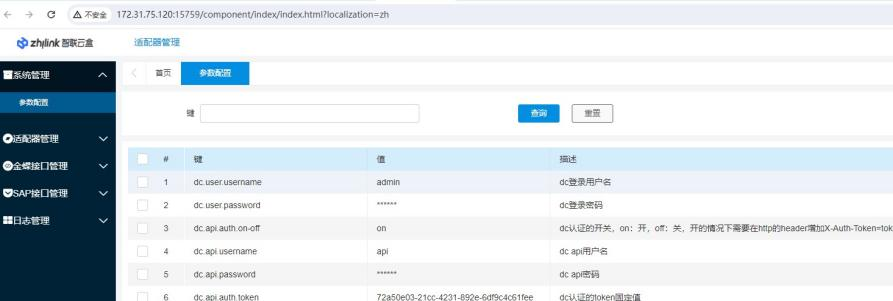 不安全 172.31.75.120:15759/component/index/index.html?localization=zh
zhilink 智联云盒 适配器管理
系统管理 首页 参数配置
参数配置
键 查询 重置
适配器管理
金蝶接口管理
SAP接口管理
日志管理
# 键 值 描述
1 dc.user.username admin dc登录用户名
2 dc.user.password ****** dc登录密码
3 dc.api.auth.on-off on dc认证的开关，on：开，off：关，开的情况下需要在http的header增加X-Auth-Token=tok
4 dc.api.username api dc api用户名
5 dc.api.password ****** dc api密码
6 dc.api.auth.token 72a50e03-21cc-4231-892e-6df9c4c61fee dc认证的token固定值